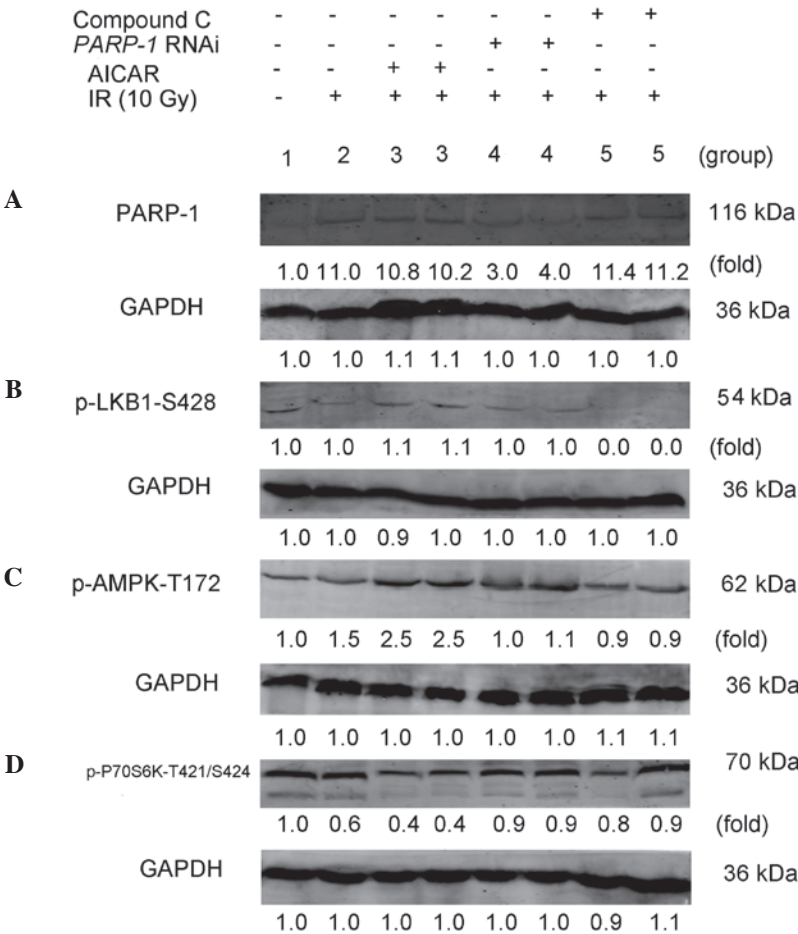 Compound C - - - - - - + +
PARP-1 RNAi - - - - + + - -
AICAR - - + + - - - -
IR (10 Gy) - + + + + + + +
1 2 3 3 4 4 5 5 (group)
A PARP-1 116 kDa
1.0 11.0 10.8 10.2 3.0 4.0 11.4 11.2 (fold)
GAPDH 36 kDa
1.0 1.0 1.1 1.1 1.0 1.0 1.0 1.0
B p-LKB1-S428 54 kDa
1.0 1.0 1.1 1.1 1.0 1.0 0.0 0.0 (fold)
GAPDH 36 kDa
1.0 1.0 0.9 1.0 1.0 1.0 1.0 1.0
C p-AMPK-T172 62 kDa
1.0 1.5 2.5 2.5 1.0 1.1 0.9 0.9 (fold)
GAPDH 36 kDa
1.0 1.0 1.0 1.0 1.0 1.0 1.1 1.1
D p-P70S6K-T421/S424 70 kDa
1.0 0.6 0.4 0.4 0.9 0.9 0.8 0.9 (fold)
GAPDH 36 kDa
1.0 1.0 1.0 1.0 1.0 1.0 0.9 1.1